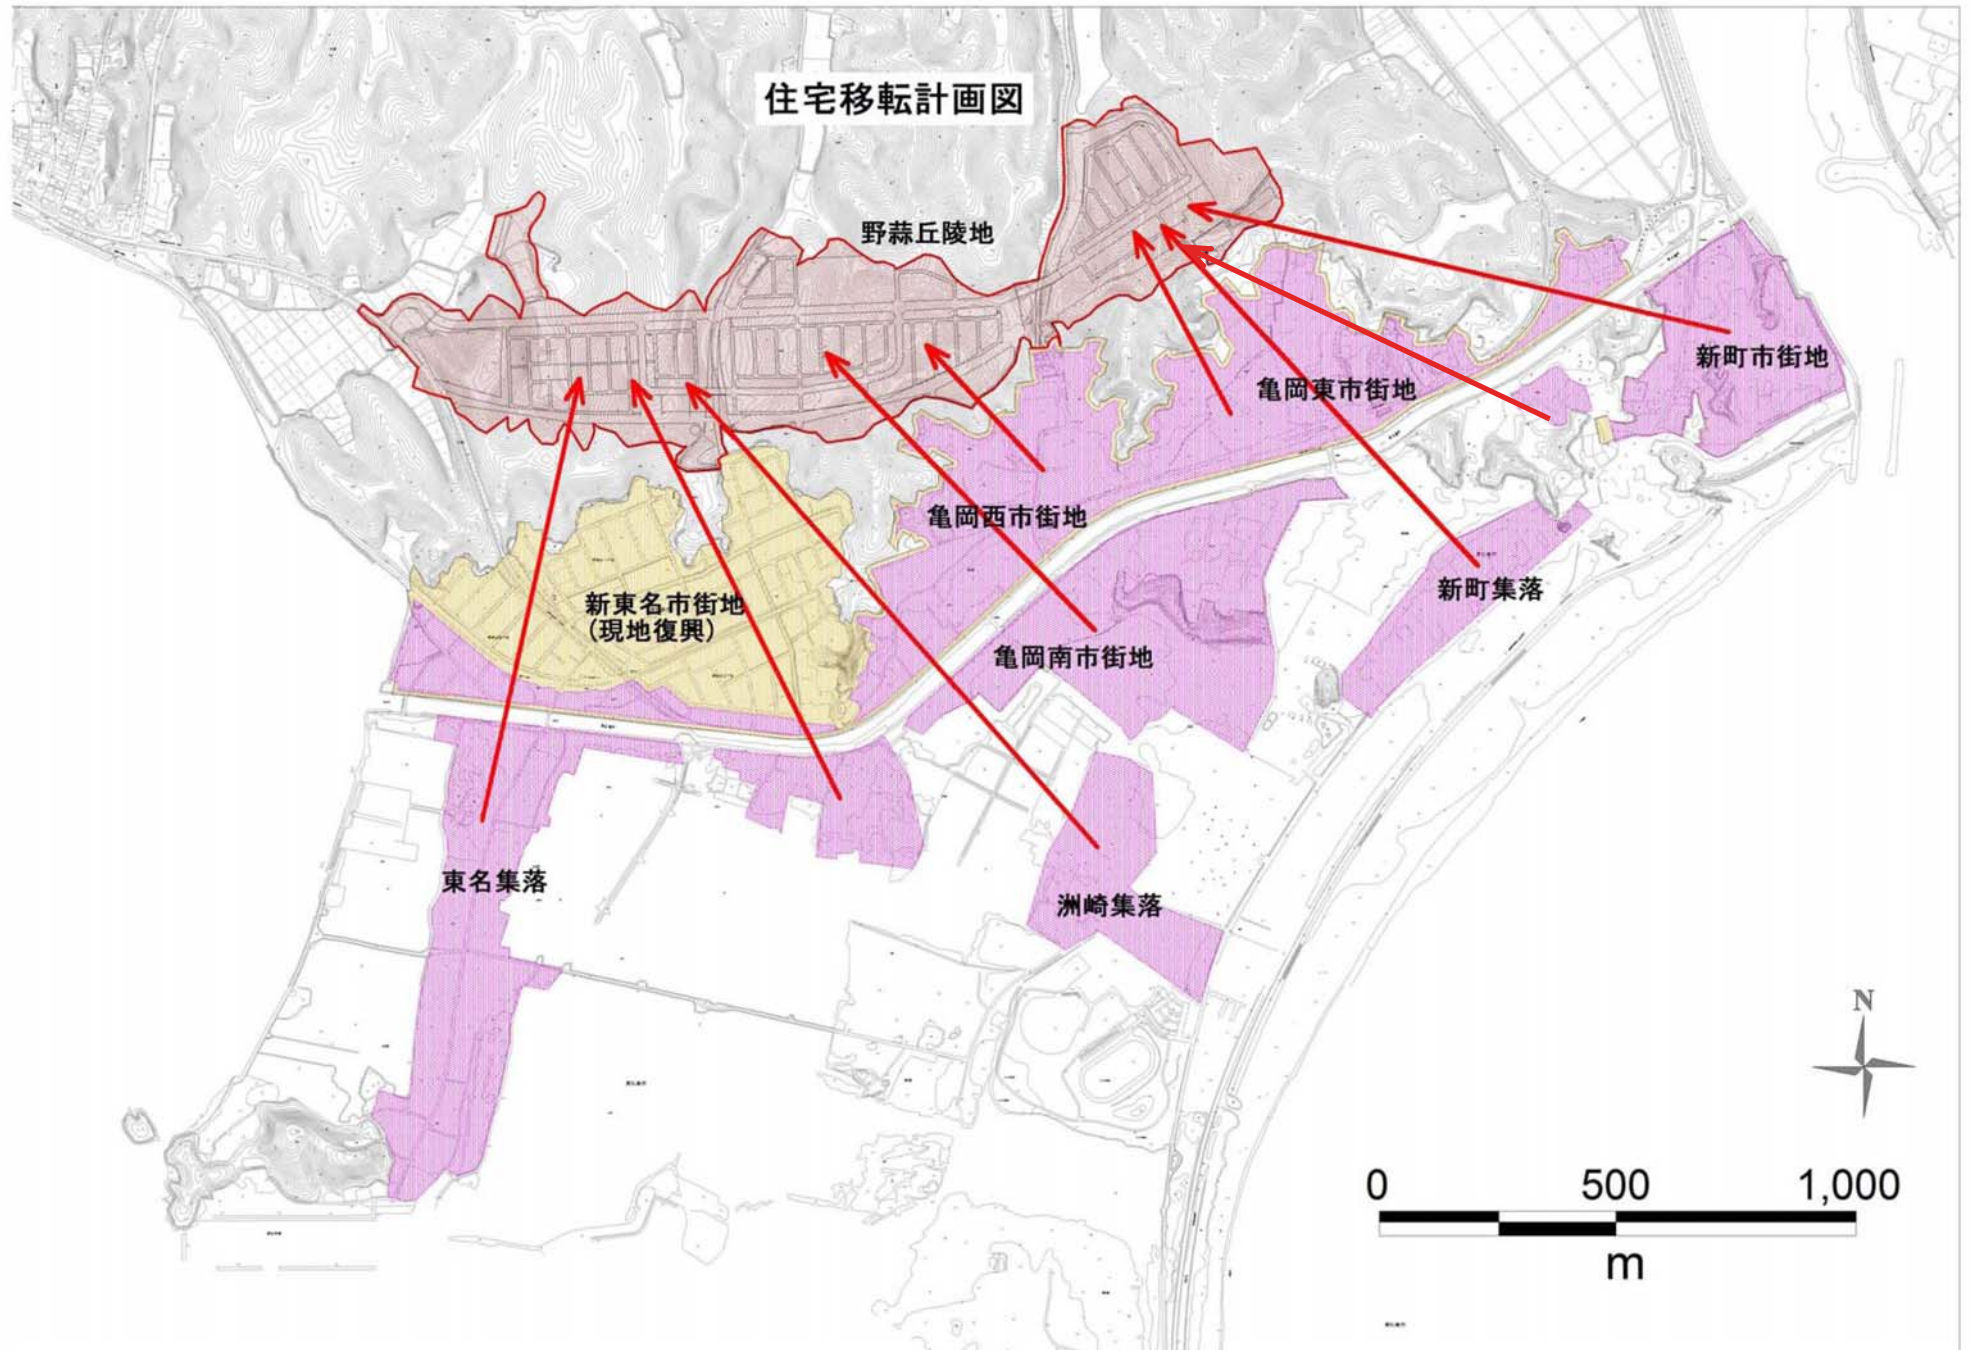 住宅移転計画図
野蒜丘陵地
新町市街地
亀岡東市街地
亀岡西市街地
新町集落
新東名市街地
(現地復興)
亀岡南市街地
東名集落
洲崎集落
N
0 500 1,000
m